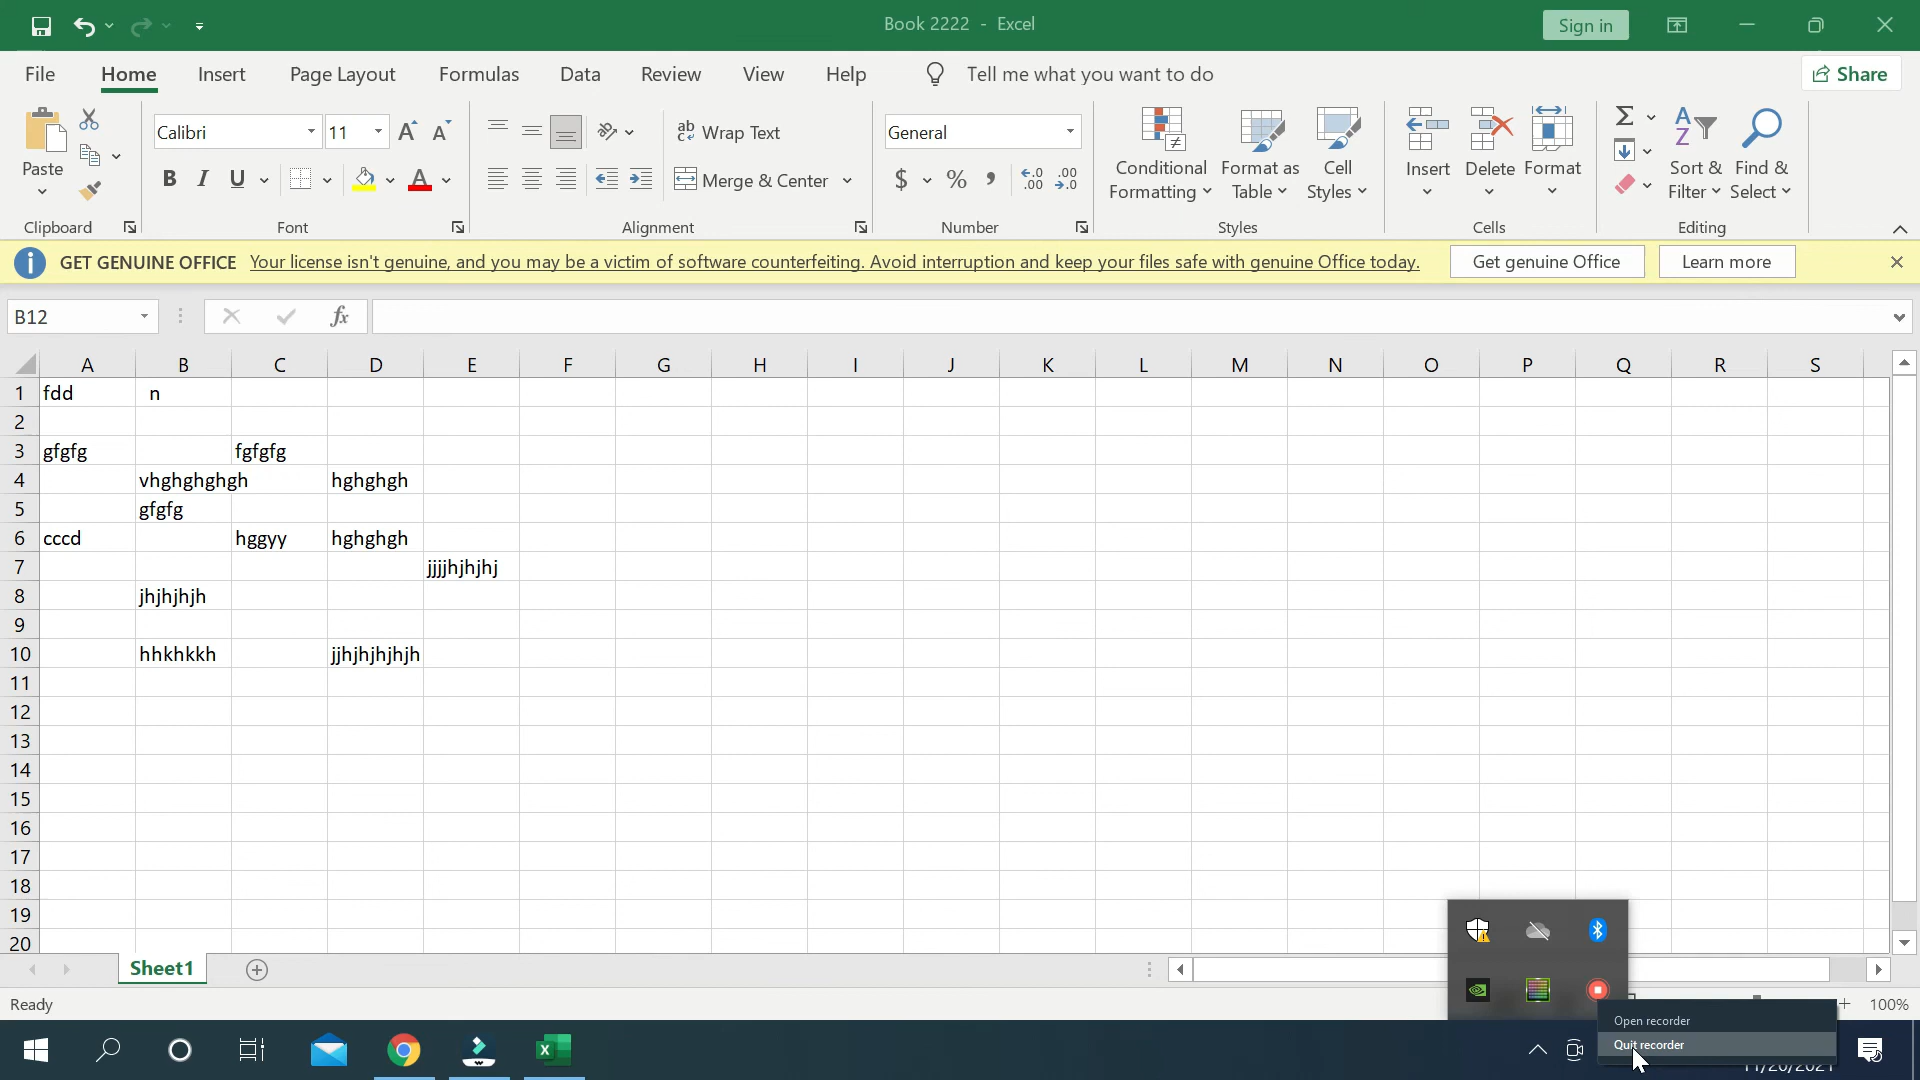 Book 2222 - Excel
Sign in
File Home Insert Page Layout Formulas Data Review View Help Tell me what you want to do Share
Paste
Calibri 11
B I U A
ab Wrap Text
Merge & Center
General
$ % , .00 .00
Conditional Formatting
Format as Table
Cell Styles
Insert
Delete
Format
Sort & Filter
Find & Select
Clipboard Font Alignment Number Styles Cells Editing
GET GENUINE OFFICE Your license isn't genuine, and you may be a victim of software counterfeiting. Avoid interruption and keep your files safe with genuine Office today. Get genuine Office Learn more
B12 fx
A B C D E F G H I J K L M N O P Q R S
1 fdd n
2
3 gfgfg fgfgfg
4 vhghghghgh hghghgh
5 gfgfg
6 cccd hggyy hghghgh
7 jjjjhjhjhj
8 jhjhjhjh
9
10 hhkhkkh jjhjhjhjhjh
11
12
13
14
15
16
17
18
19
20
Sheet1
Ready
100%
Open recorder
Quit recorder